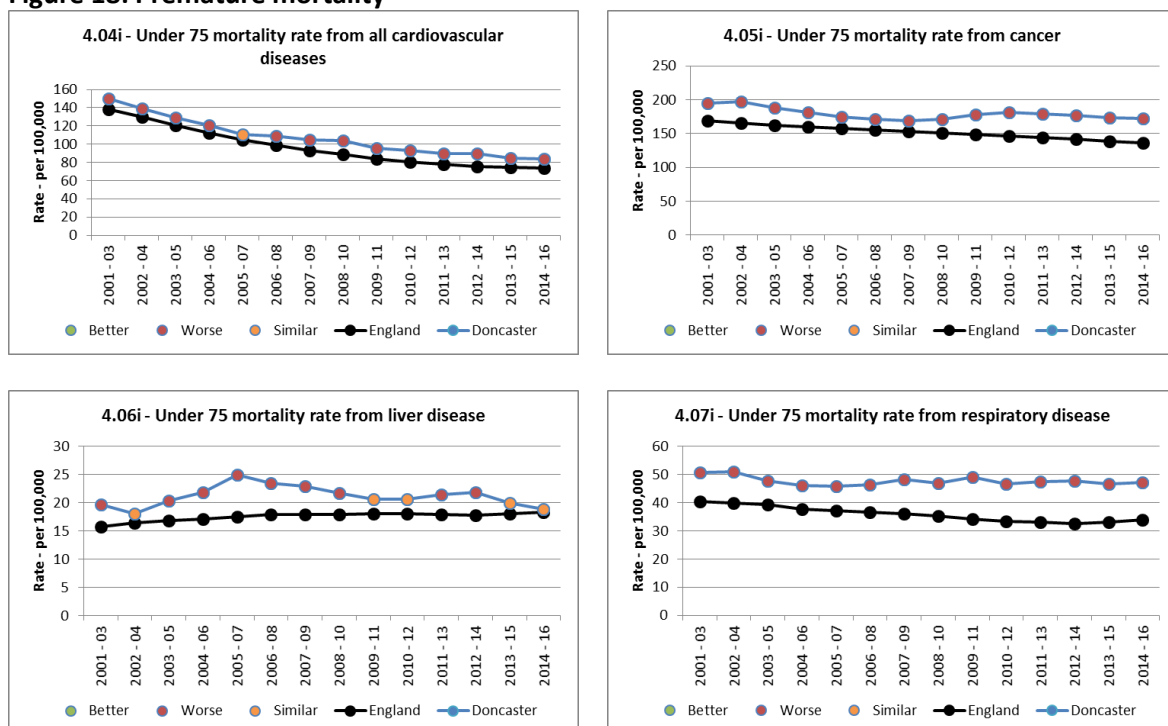 Figure Premature mortality
4.04i - Under 75 mortality rate from all cardiovascular
diseases
Rate - per 100,000
160
140
120
100
80
60
40
20
0
2001 - 03
2002 - 04
2003 - 05
2004 - 06
2005 - 07
2006 - 08
2007 - 09
2008 - 10
2009 - 11
2010 - 12
2011 - 13
2012 - 14
2013 - 15
2014 - 16
Better Worse Similar England Doncaster
4.05i - Under 75 mortality rate from cancer
Rate - per 100,000
250
200
150
100
50
0
2001 - 03
2002 - 04
2003 - 05
2004 - 06
2005 - 07
2006 - 08
2007 - 09
2008 - 10
2009 - 11
2010 - 12
2011 - 13
2012 - 14
2013 - 15
2014 - 16
Better Worse Similar England Doncaster
4.06i - Under 75 mortality rate from liver disease
Rate - per 100,000
30
25
20
15
10
5
0
2001 - 03
2002 - 04
2003 - 05
2004 - 06
2005 - 07
2006 - 08
2007 - 09
2008 - 10
2009 - 11
2010 - 12
2011 - 13
2012 - 14
2013 - 15
2014 - 16
Better Worse Similar England Doncaster
4.07i - Under 75 mortality rate from respiratory disease
Rate - per 100,000
60
50
40
30
20
10
0
2001 - 03
2002 - 04
2003 - 05
2004 - 06
2005 - 07
2006 - 08
2007 - 09
2008 - 10
2009 - 11
2010 - 12
2011 - 13
2012 - 14
2013 - 15
2014 - 16
Better Worse Similar England Doncaster